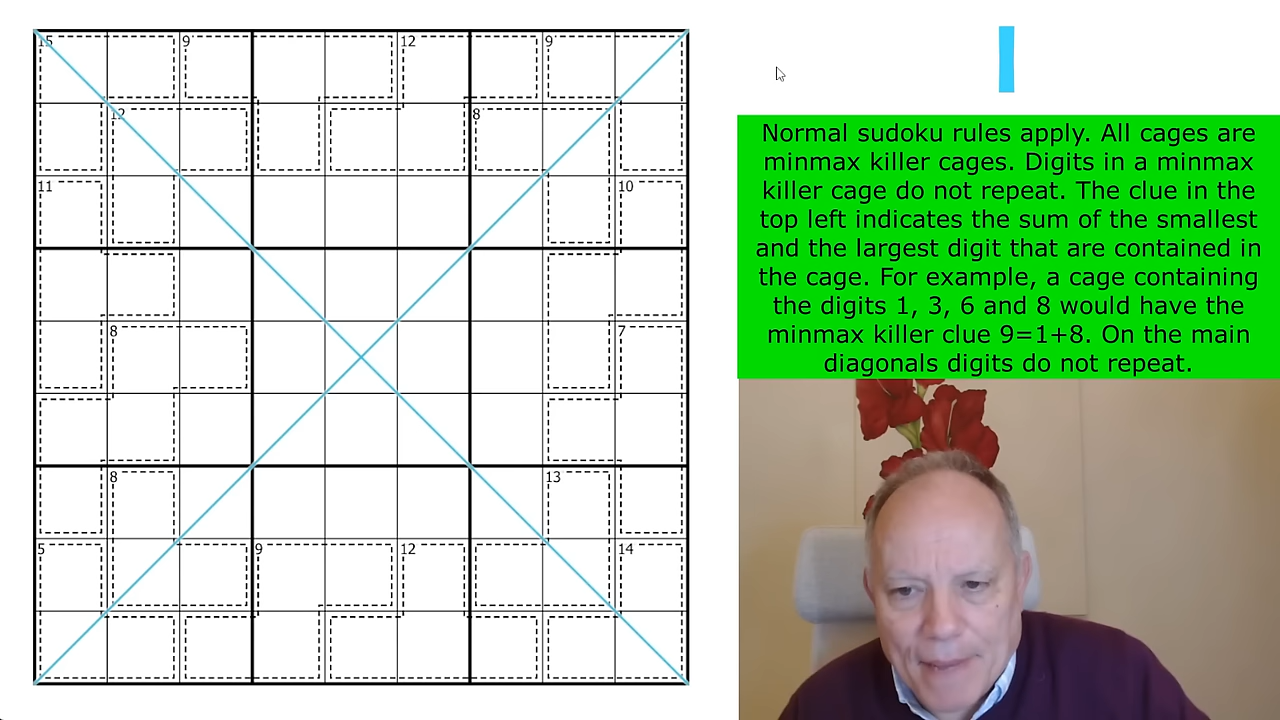 15 9 12 9
12 8
11 10
8 7
8 13
5 9 12 14
Normal sudoku rules apply. All cages are
minmax killer cages. Digits in a minmax
killer cage do not repeat. The clue in the
top left indicates the sum of the smallest
and the largest digit that are contained in
the cage. For example, a cage containing
the digits 1, 3, 6 and 8 would have the
minmax killer clue 9=1+8. On the main
diagonals digits do not repeat.